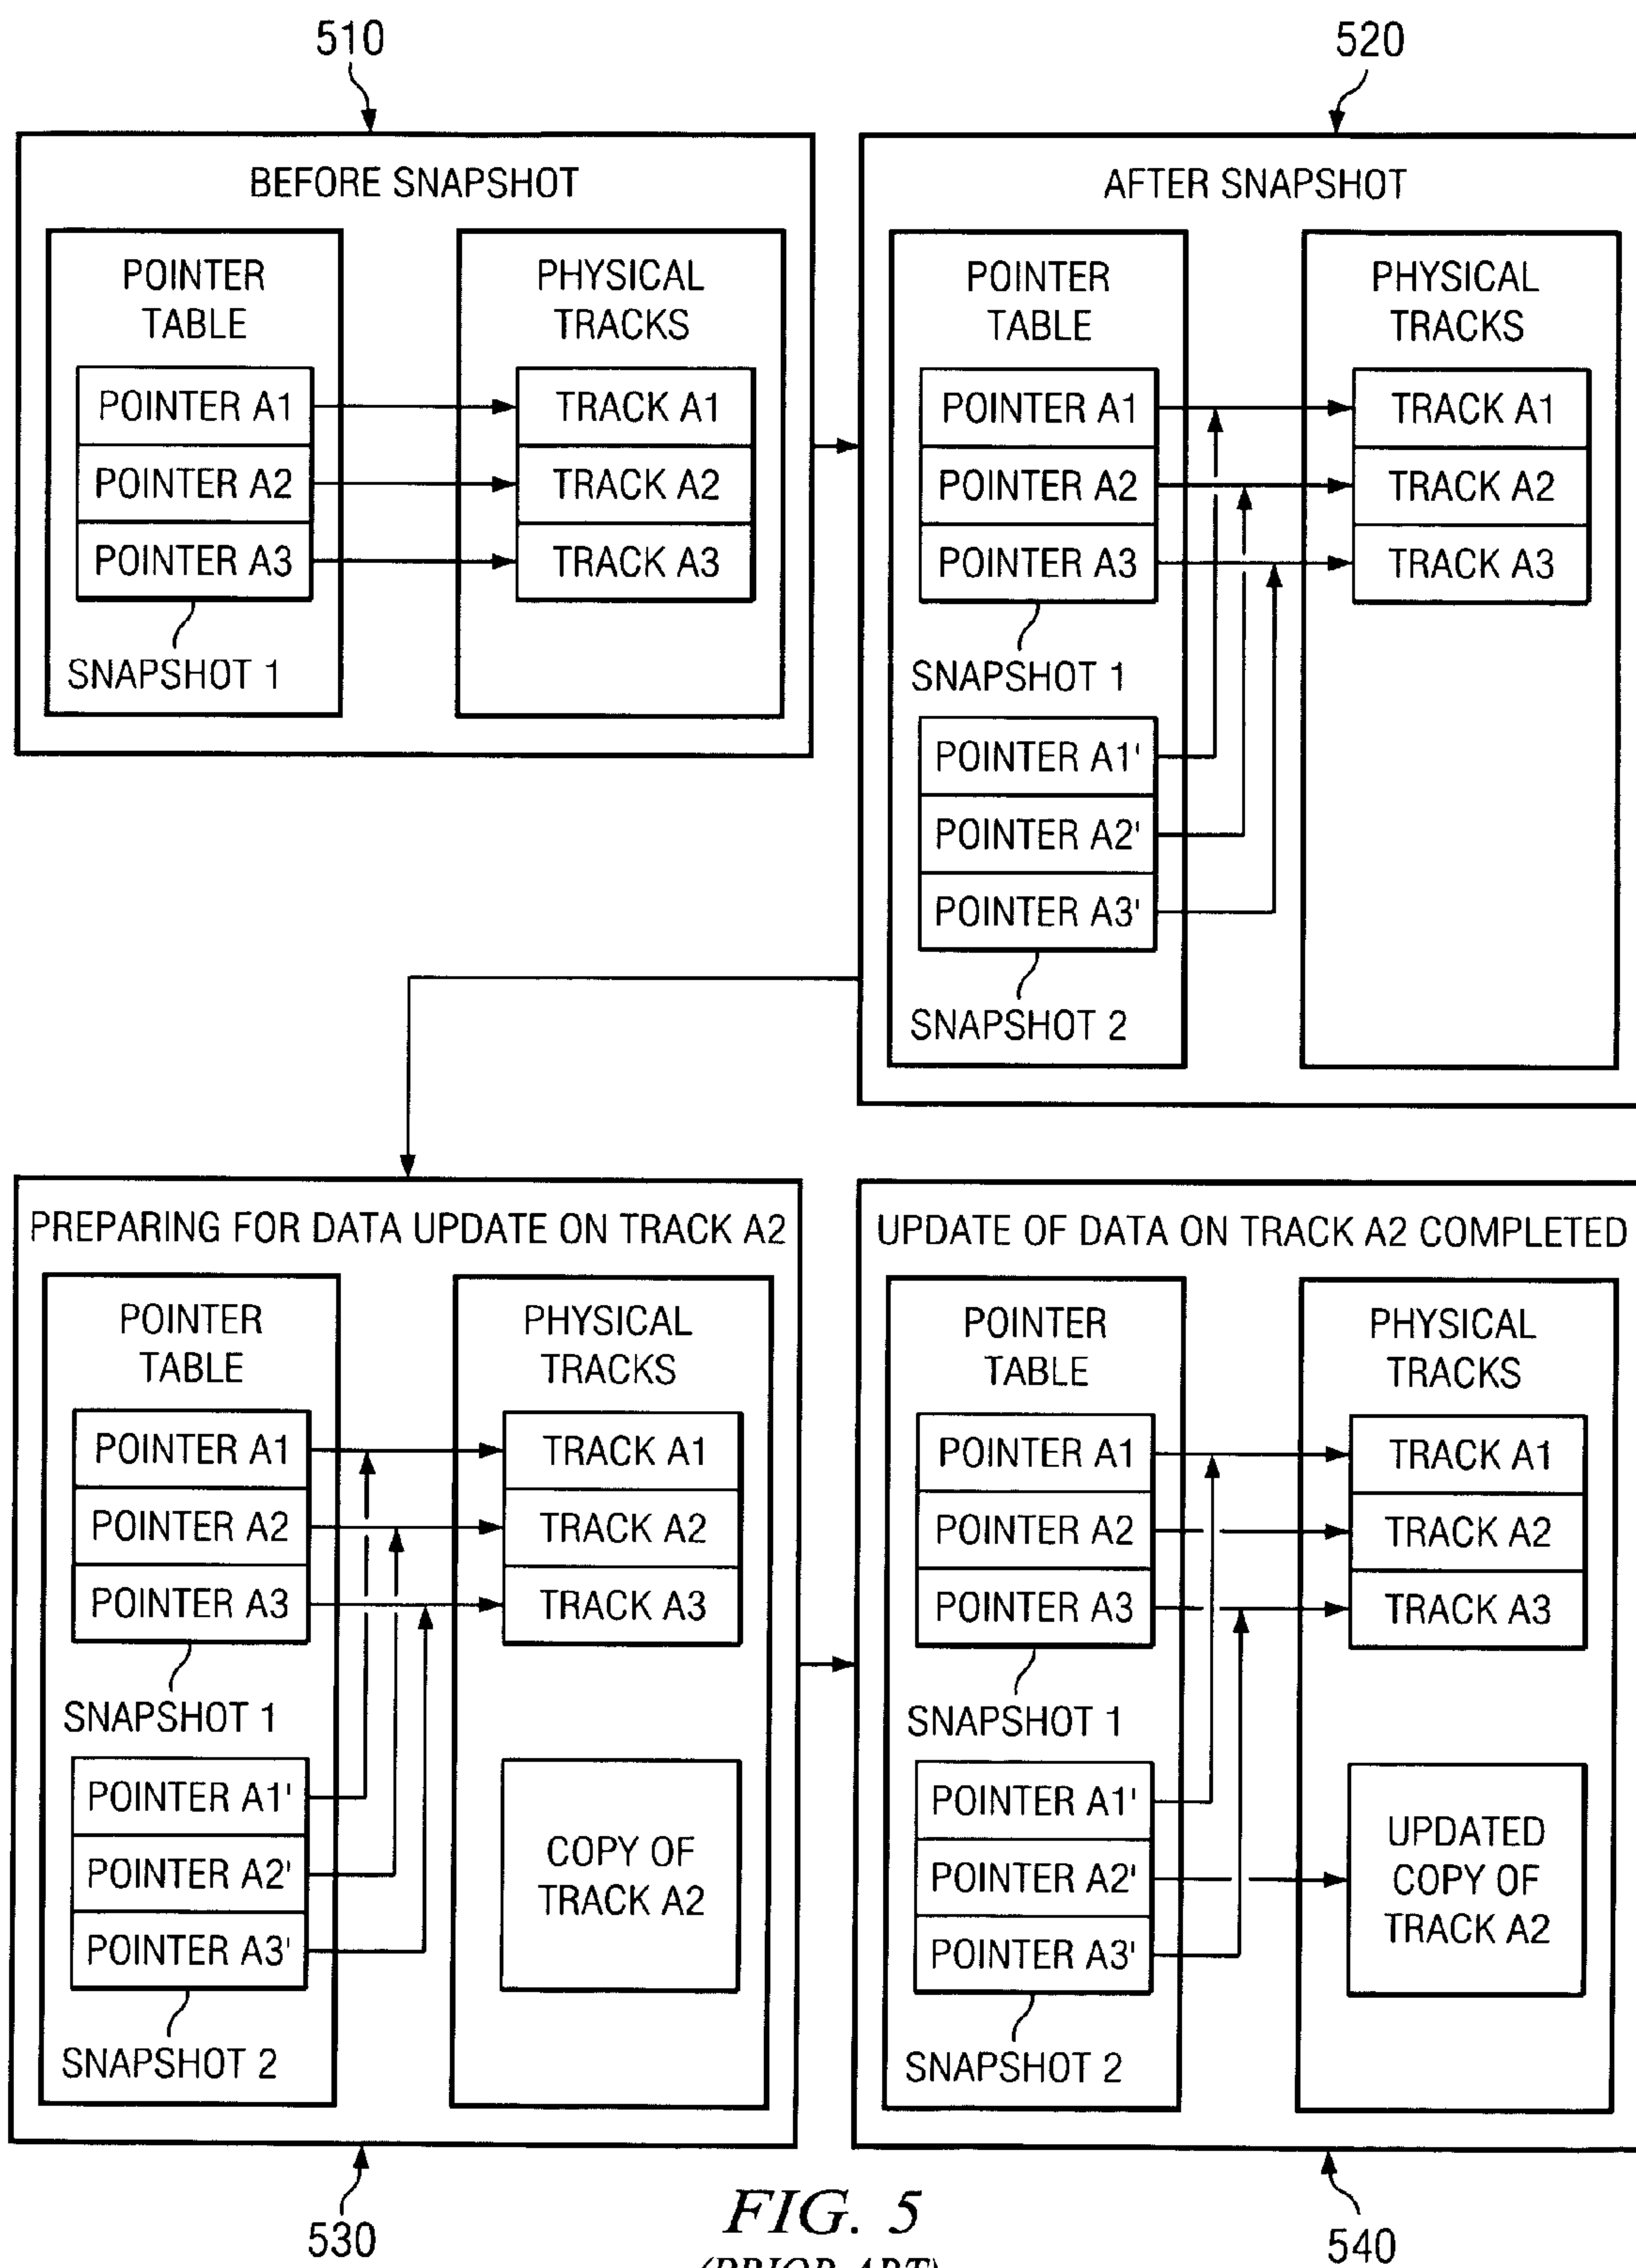 510
BEFORE SNAPSHOT
POINTER
TABLE
POINTER A1
POINTER A2
POINTER A3
SNAPSHOT 1
PHYSICAL
TRACKS
TRACK A1
TRACK A2
TRACK A3
520
AFTER SNAPSHOT
POINTER
TABLE
POINTER A1
POINTER A2
POINTER A3
SNAPSHOT 1
POINTER A1'
POINTER A2'
POINTER A3'
SNAPSHOT 2
PHYSICAL
TRACKS
TRACK A1
TRACK A2
TRACK A3
PREPARING FOR DATA UPDATE ON TRACK A2
POINTER
TABLE
POINTER A1
POINTER A2
POINTER A3
SNAPSHOT 1
POINTER A1'
POINTER A2'
POINTER A3'
SNAPSHOT 2
PHYSICAL
TRACKS
TRACK A1
TRACK A2
TRACK A3
COPY OF
TRACK A2
530
UPDATE OF DATA ON TRACK A2 COMPLETED
POINTER
TABLE
POINTER A1
POINTER A2
POINTER A3
SNAPSHOT 1
POINTER A1'
POINTER A2'
POINTER A3'
SNAPSHOT 2
PHYSICAL
TRACKS
TRACK A1
TRACK A2
TRACK A3
UPDATED
COPY OF
TRACK A2
540
FIG. 5
(PRIOR ART)